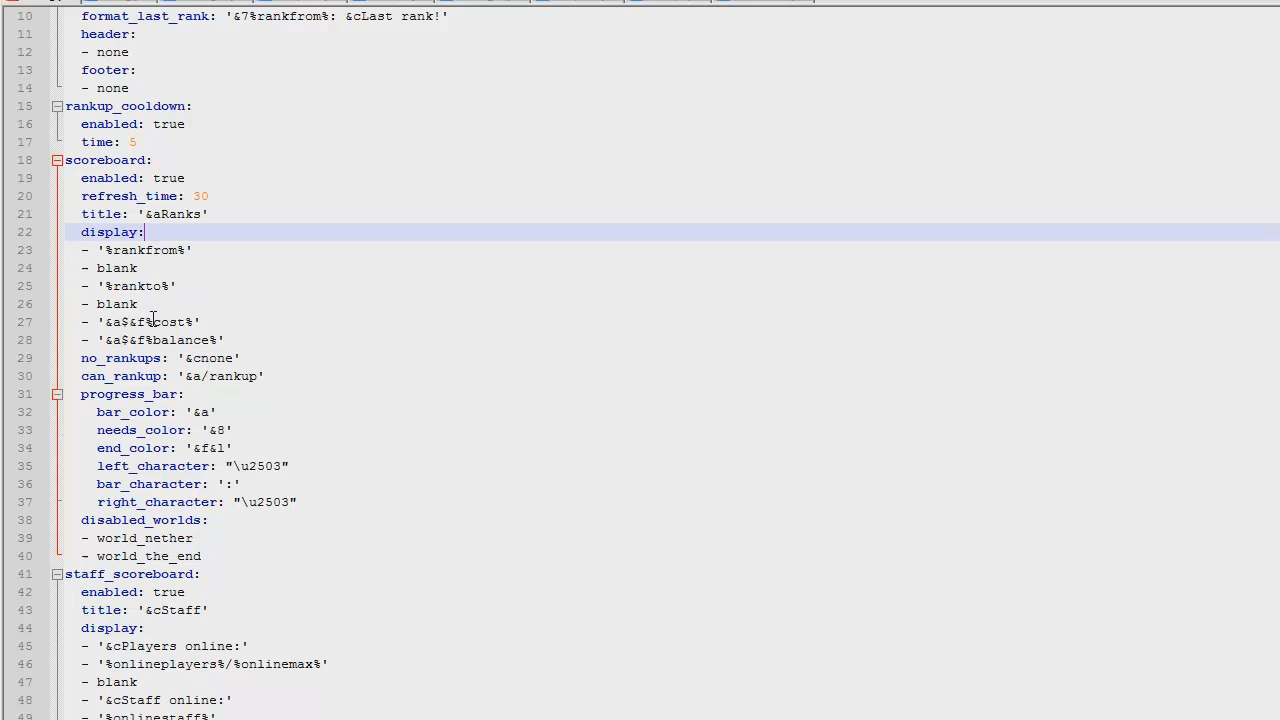 10 format_last_rank: '&7%rankfrom%: &cLast rank!'
11 header:
12 - none
13 footer:
14 - none
15 rankup_cooldown:
16 enabled: true
17 time: 5
18 scoreboard:
19 enabled: true
20 refresh_time: 30
21 title: '&aRanks'
22 display:
23 - '%rankfrom%'
24 - blank
25 - '%rankto%'
26 - blank
27 - '&a$&f%cost%'
28 - '&a$&f%balance%'
29 no_rankups: '&cnone'
30 can_rankup: '&a/rankup'
31 progress_bar:
32 bar_color: '&a'
33 needs_color: '&8'
34 end_color: '&f&l'
35 left_character: "\u2503"
36 bar_character: ':'
37 right_character: "\u2503"
38 disabled_worlds:
39 - world_nether
40 - world_the_end
41 staff_scoreboard:
42 enabled: true
43 title: '&cStaff'
44 display:
45 - '&cPlayers online:'
46 - '%onlineplayers%/%onlinemax%'
47 - blank
48 - '&cStaff online:'
49 - '%onlinestaff%'